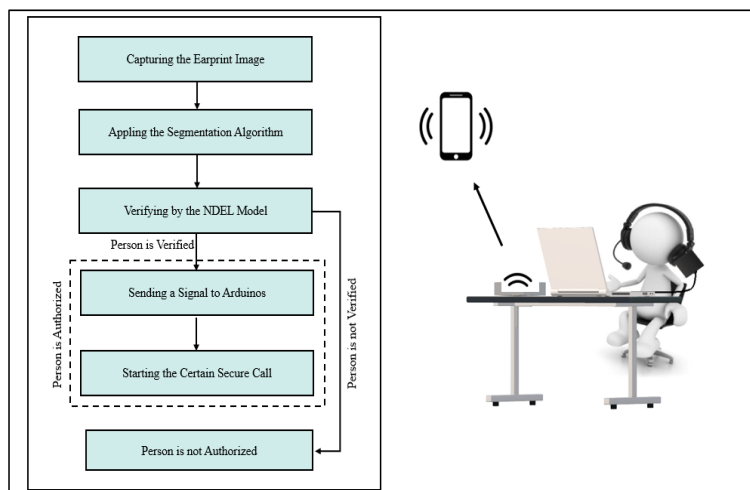 Capturing the Earprint Image
Appling the Segmentation Algorithm
Verifying by the NDEL Model
Person is Verified
Sending a Signal to Arduinos
Starting the Certain Secure Call
Person is Authorized
Person is not Verified
Person is not Authorized